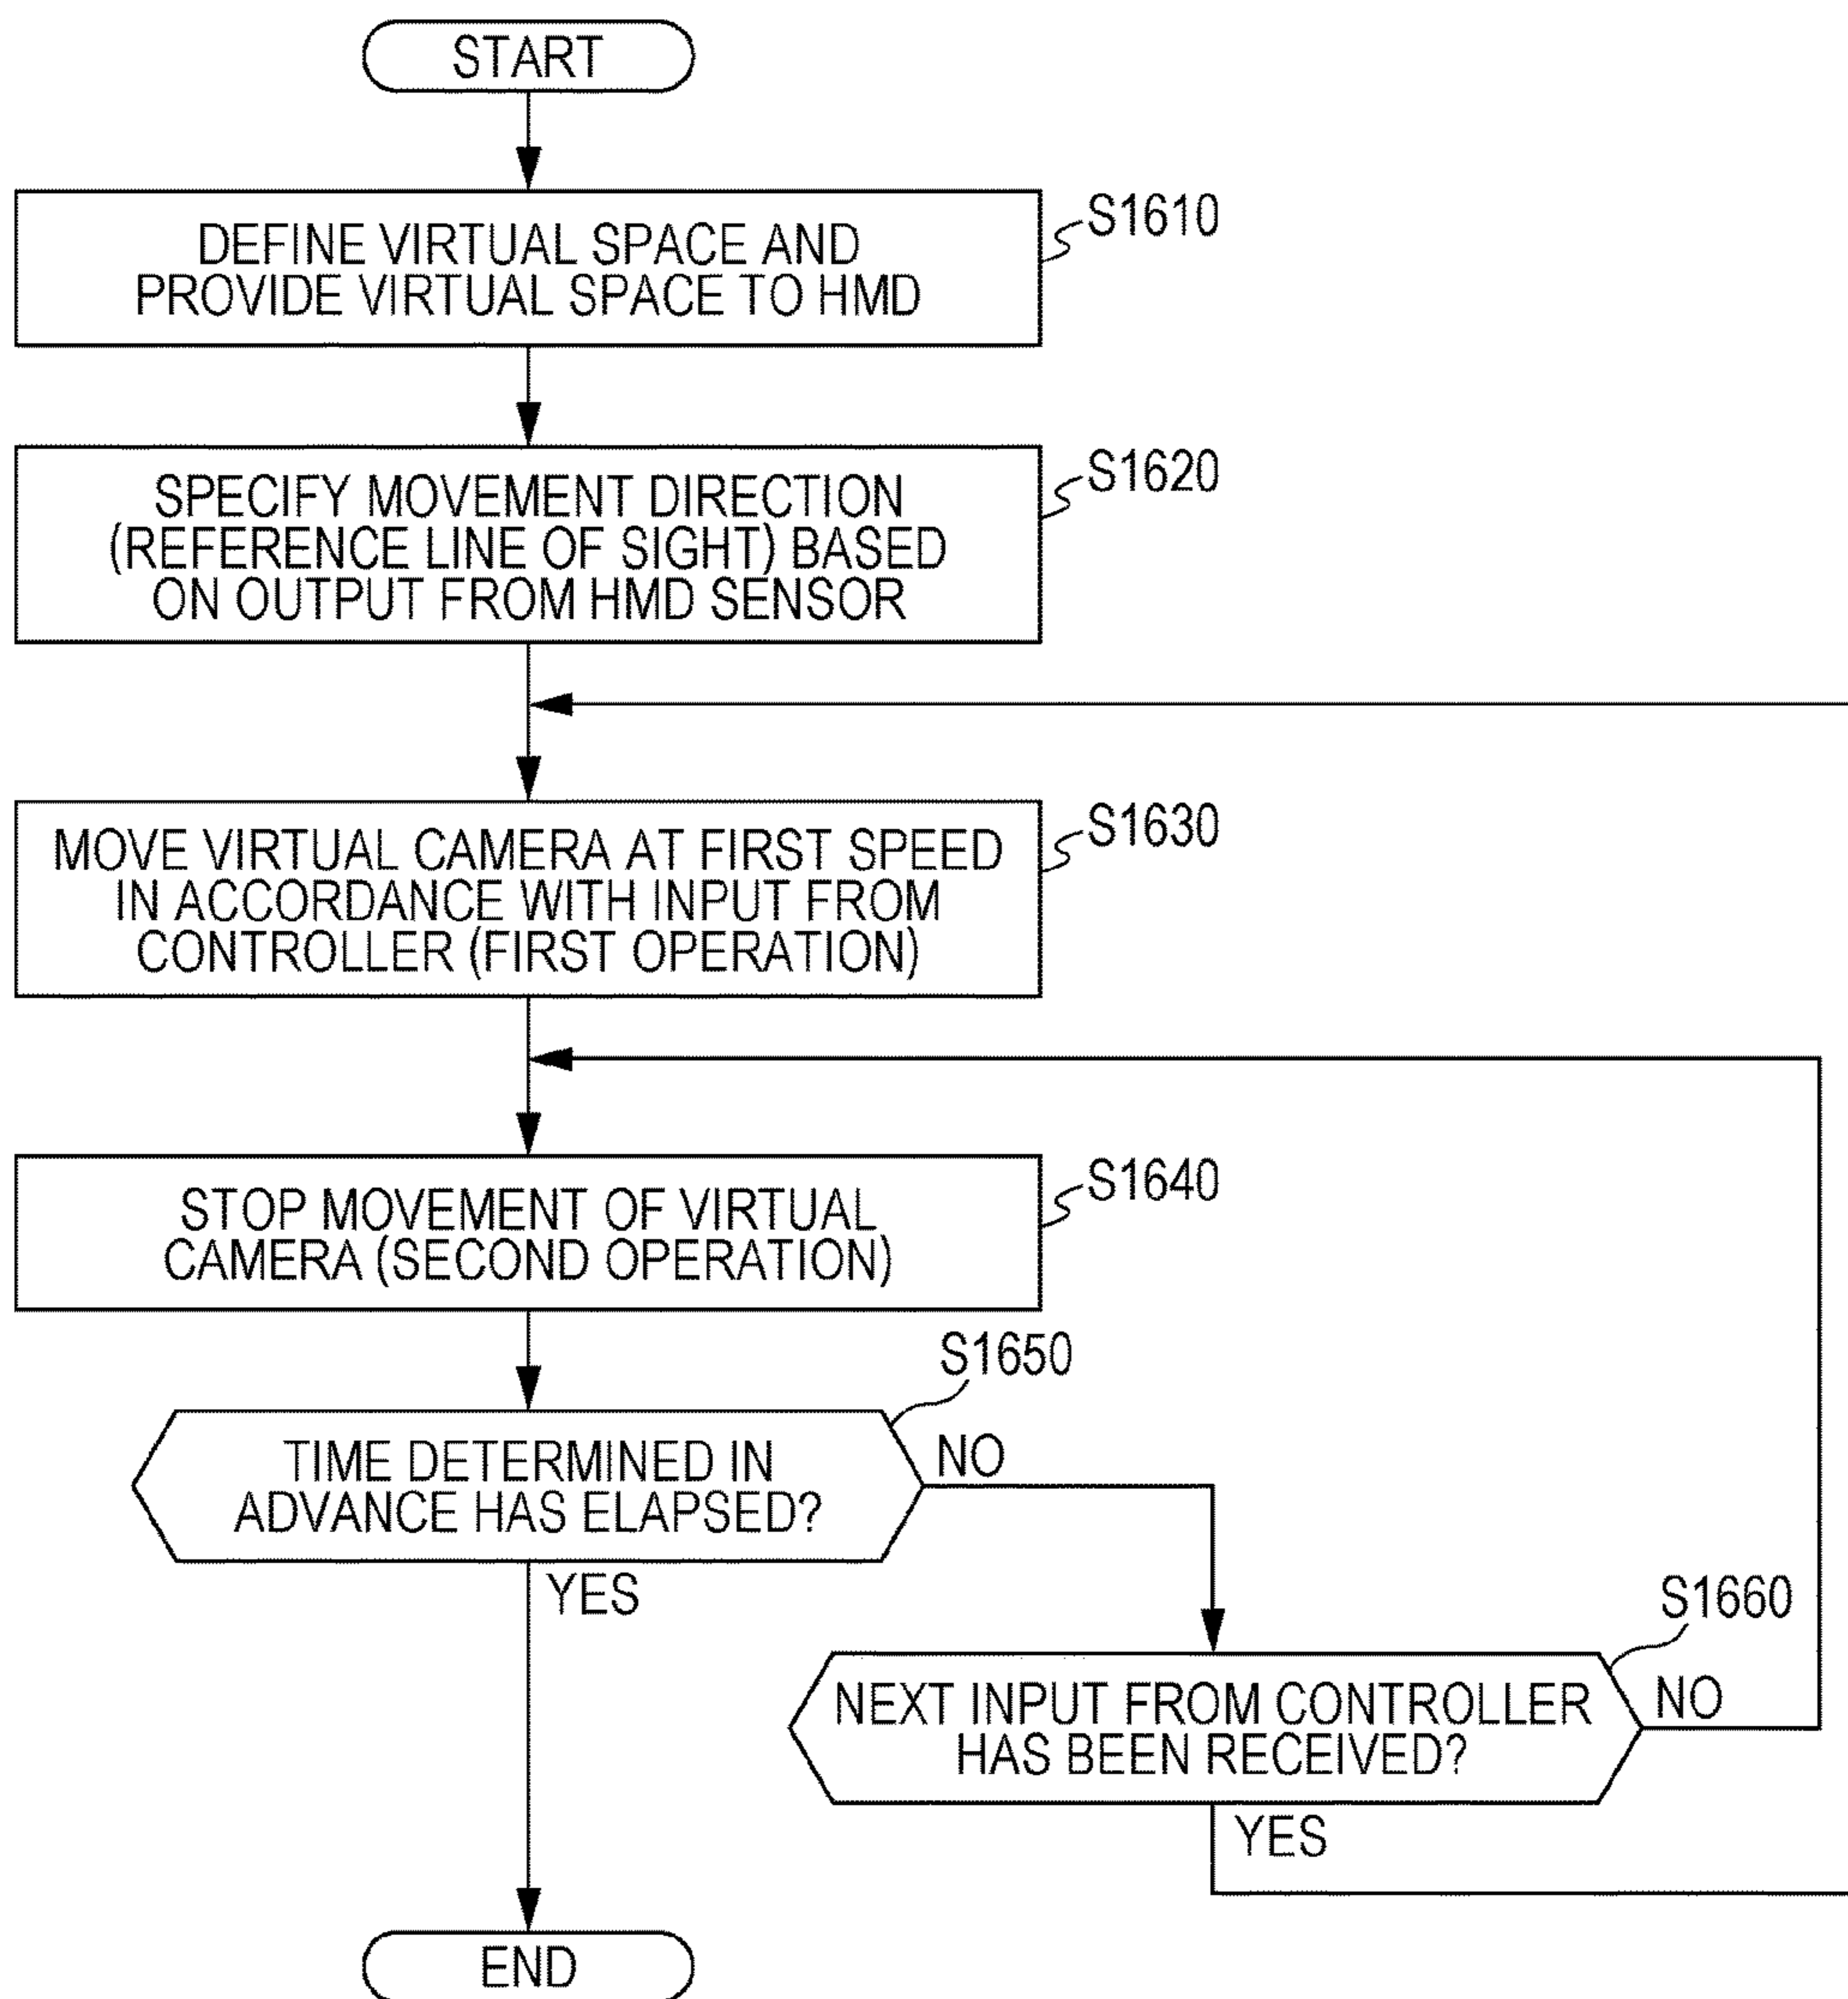 START
DEFINE VIRTUAL SPACE AND
PROVIDE VIRTUAL SPACE TO HMD
S1610
SPECIFY MOVEMENT DIRECTION
(REFERENCE LINE OF SIGHT) BASED
ON OUTPUT FROM HMD SENSOR
S1620
MOVE VIRTUAL CAMERA AT FIRST SPEED
IN ACCORDANCE WITH INPUT FROM
CONTROLLER (FIRST OPERATION)
S1630
STOP MOVEMENT OF VIRTUAL
CAMERA (SECOND OPERATION)
S1640
S1650
TIME DETERMINED IN
ADVANCE HAS ELAPSED?
NO
YES
S1660
NEXT INPUT FROM CONTROLLER
HAS BEEN RECEIVED?
NO
YES
END